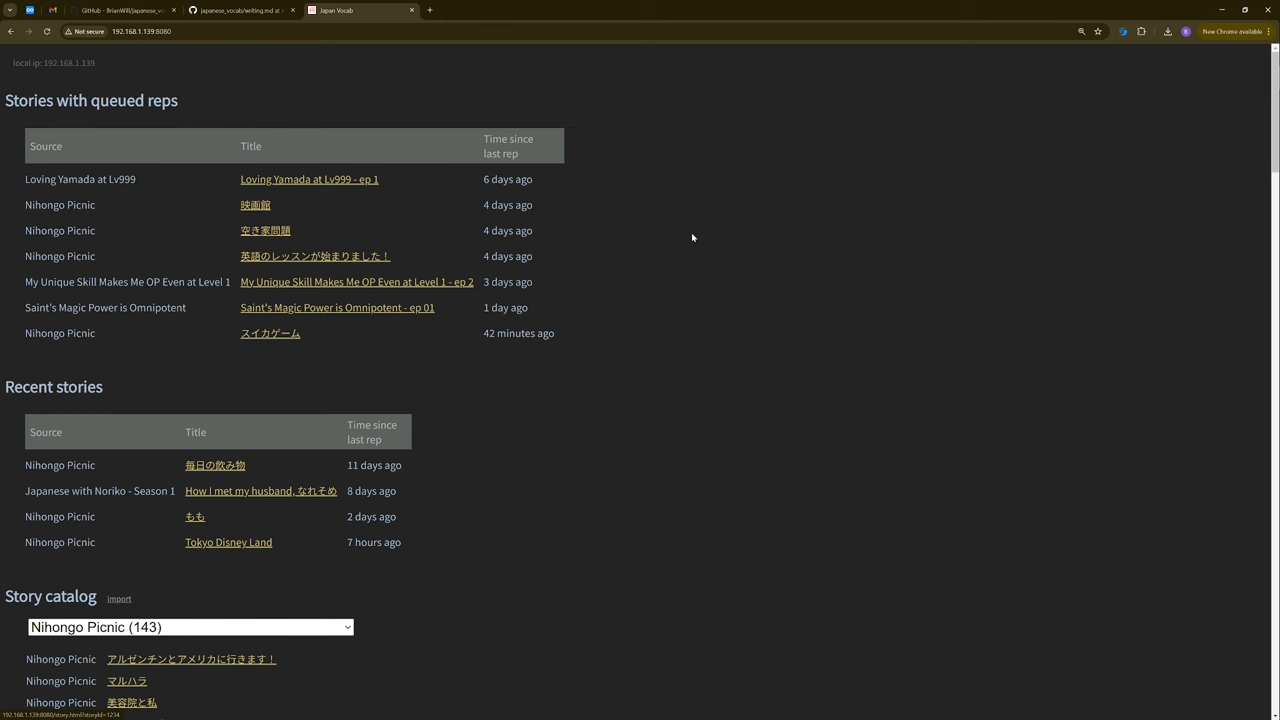 GitHub - BrianWill/japanese_vo
japanese_vocab/writing.md at
Japan Vocab
Not secure
192.168.1.139:8080
New Chrome available
local ip: 192.168.1.139
Stories with queued reps
Source Title Time since last rep
Loving Yamada at Lv999 Loving Yamada at Lv999 - ep 1 6 days ago
Nihongo Picnic 映画館 4 days ago
Nihongo Picnic 空き家問題 4 days ago
Nihongo Picnic 英語のレッスンが始まりました！ 4 days ago
My Unique Skill Makes Me OP Even at Level 1 My Unique Skill Makes Me OP Even at Level 1 - ep 2 3 days ago
Saint's Magic Power is Omnipotent Saint's Magic Power is Omnipotent - ep 01 1 day ago
Nihongo Picnic スイカゲーム 42 minutes ago
Recent stories
Source Title Time since last rep
Nihongo Picnic 毎日の飲み物 11 days ago
Japanese with Noriko - Season 1 How I met my husband, なれそめ 8 days ago
Nihongo Picnic もも 2 days ago
Nihongo Picnic Tokyo Disney Land 7 hours ago
Story catalog import
Nihongo Picnic (143)
Nihongo Picnic アルゼンチンとアメリカに行きます！
Nihongo Picnic マルハラ
Nihongo Picnic 美容院と私
192.168.1.139:8080/story.html?storyId=1234